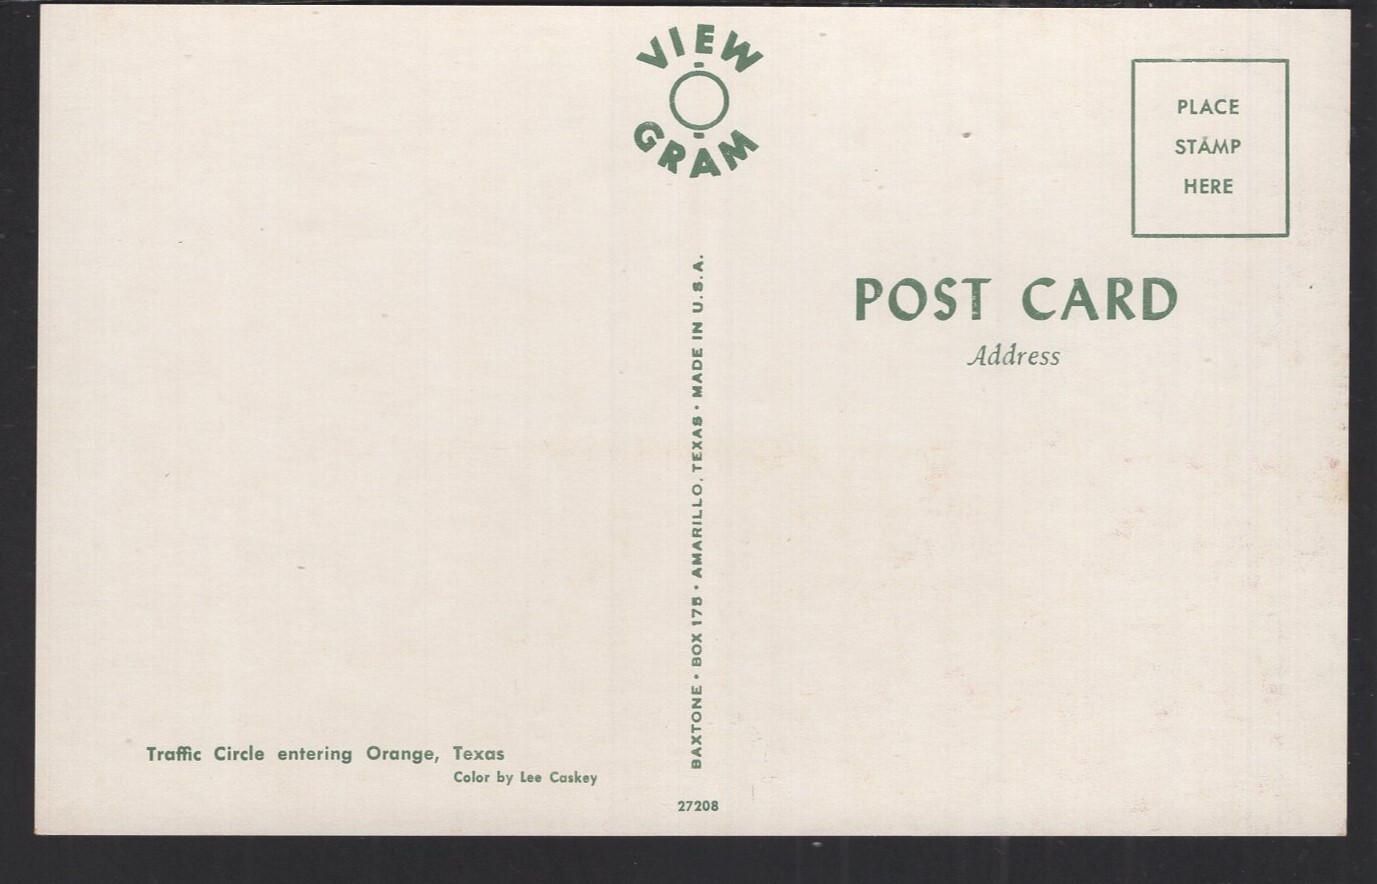 VIEW
GRAM
PLACE
STAMP
HERE
POST CARD
Address
BAXTONE • BOX 175 • AMARILLO, TEXAS • MADE IN U.S.A.
Traffic Circle entering Orange, Texas
Color by Lee Caskey
27208